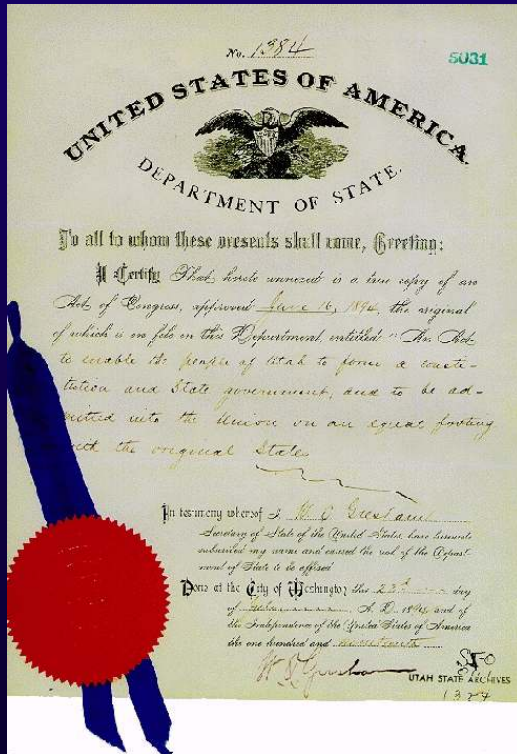 No. 1384
5031
UNITED STATES OF AMERICA
DEPARTMENT OF STATE.
To all to whom these presents shall come, Greeting:
I Certify That hereto annexed is a true copy of an
Act of Congress, approved June 16, 1894, the original
of which is on file in this Department, entitled "An Act
to enable the people of Utah to form a consti-
tution and State government, and to be ad-
mitted into the Union on an equal footing
with the original States
In testimony whereof I W Q Gresham
Secretary of State of the United States, have hereunto
subscribed my name and caused the seal of the Depart-
ment of State to be affixed
Done at the City of Washington this 23d day
of A.D. 1894 and of
the Independence of the United States of America
the one hundred and
W Q Gresham
UTAH STATE ARCHIVES